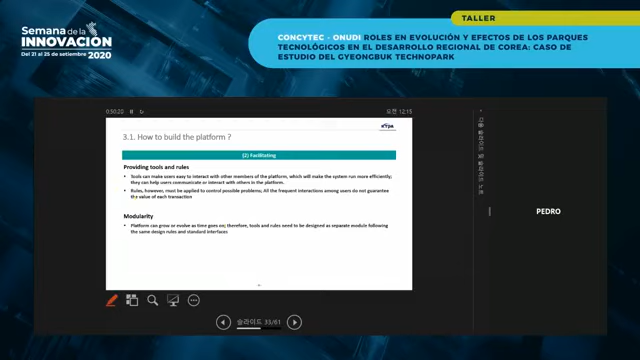 Semana de la
INNOVACIÓN
Del 21 al 25 de setiembre 2020
TALLER
CONCYTEC - ONUDI ROLES EN EVOLUCIÓN Y EFECTOS DE LOS PARQUES
TECNOLÓGICOS EN EL DESARROLLO REGIONAL DE COREA: CASO DE
ESTUDIO DEL GYEONGBUK TECHNOPARK
0:50:20
오전 12:15
3.1. How to build the platform ?
(2) Facilitating
Providing tools and rules
• Tools can make users easy to interact with other members of the platform, which will make the system run more efficiently;
they can help users communicate or interact with others in the platform.
• Rules, however, must be applied to control possible problems; All the frequent interactions among users do not guarantee
the value of each transaction
Modularity
• Platform can grow or evolve as time goes on; therefore, tools and rules need to be designed as separate module following
the same design rules and standard interfaces
슬라이드 33/61
PEDRO